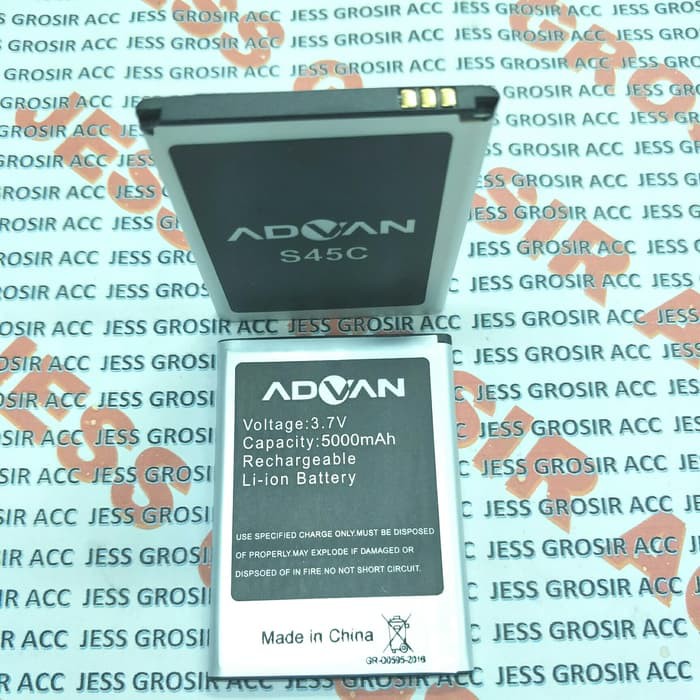 ADVAN
S45C
ADVAN
Voltage:3.7V
Capacity:5000mAh
Rechargeable
Li-ion Battery
USE SPECIFIED CHARGE ONLY.MUST BE DISPOSED
OF PROPERLY.MAY EXPLODE IF DAMAGED OR
DISPSOED OF IN FIRE NO NOT SHORT CIRCUIT.
Made in China
GR-O0595-2016
JESS GROSIR ACC